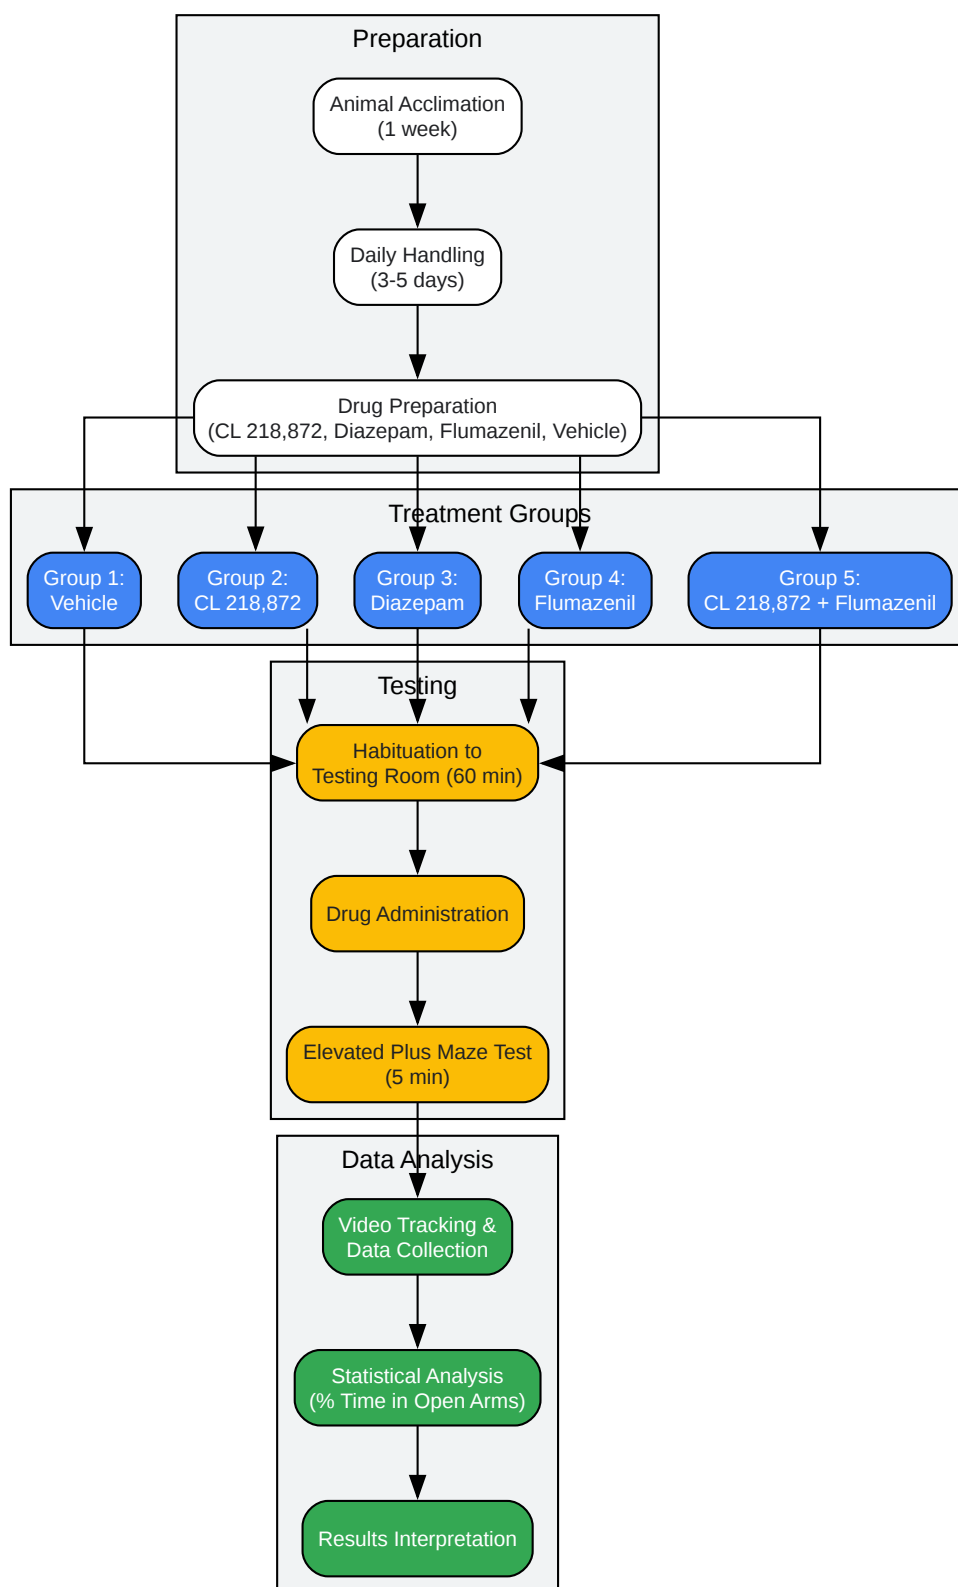 Preparation
Animal Acclimation
(1 week)
Daily Handling
(3-5 days)
Drug Preparation
(CL 218,872, Diazepam, Flumazenil, Vehicle)
Treatment Groups
Group 1:
Vehicle
Group 2:
CL 218,872
Group 3:
Diazepam
Group 4:
Flumazenil
Group 5:
CL 218,872 + Flumazenil
Testing
Habituation to
Testing Room (60 min)
Drug Administration
Elevated Plus Maze Test
(5 min)
Data Analysis
Video Tracking &
Data Collection
Statistical Analysis
(% Time in Open Arms)
Results Interpretation